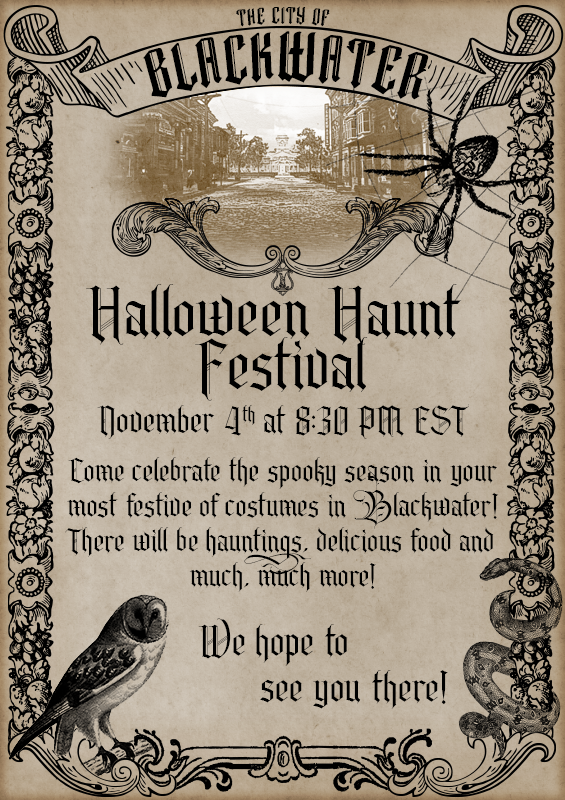 THE CITY OF
BLACKWATER
Halloween Haunt
Festival
November 4th at 8:30 PM EST
Come celebrate the spooky season in your
most festive of costumes in Blackwater!
There will be hauntings, delicious food and
much, much more!
We hope to
see you there!